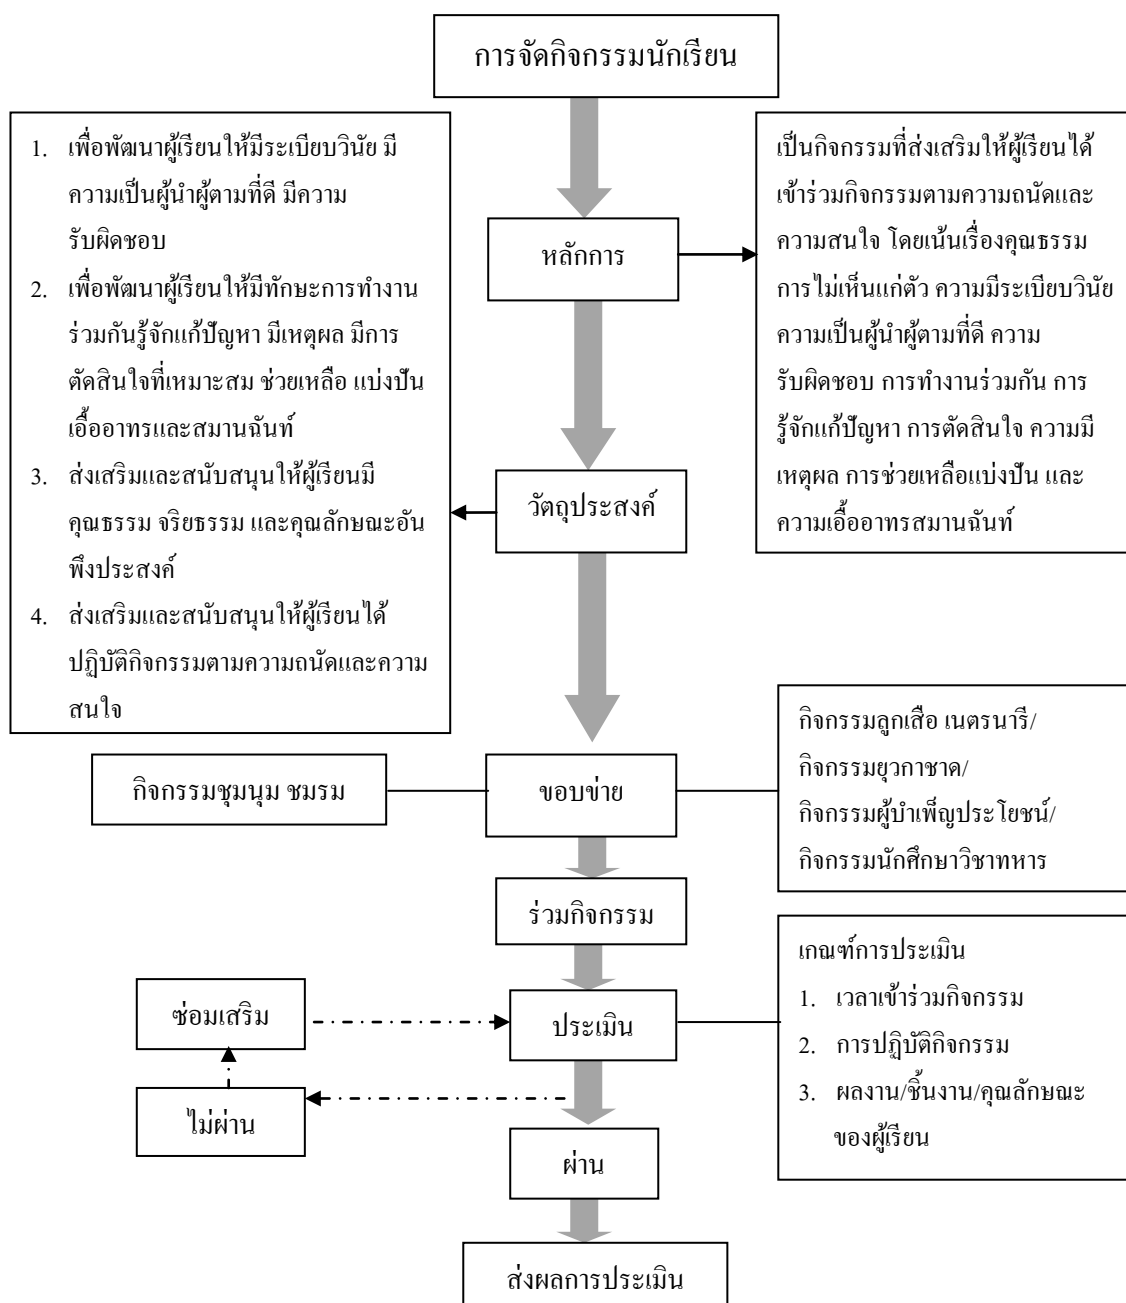 การจัดกิจกรรมนักเรียน
หลักการ
เป็นกิจกรรมที่ส่งเสริมให้ผู้เรียนได้
เข้าร่วมกิจกรรมตามความถนัดและ
ความสนใจ โดยเน้นเรื่องคุณธรรม
การไม่เห็นแก่ตัว ความมีระเบียบวินัย
ความเป็นผู้นำผู้ตามที่ดี ความ
รับผิดชอบ การทำงานร่วมกัน การ
รู้จักแก้ปัญหา การตัดสินใจ ความมี
เหตุผล การช่วยเหลือแบ่งปัน และ
ความเอื้ออาทรสมานฉันท์
วัตถุประสงค์
1. เพื่อพัฒนาผู้เรียนให้มีระเบียบวินัย มี
ความเป็นผู้นำผู้ตามที่ดี มีความ
รับผิดชอบ
2. เพื่อพัฒนาผู้เรียนให้มีทักษะการทำงาน
ร่วมกันรู้จักแก้ปัญหา มีเหตุผล มีการ
ตัดสินใจที่เหมาะสม ช่วยเหลือ แบ่งปัน
เอื้ออาทรและสมานฉันท์
3. ส่งเสริมและสนับสนุนให้ผู้เรียนมี
คุณธรรม จริยธรรม และคุณลักษณะอัน
พึงประสงค์
4. ส่งเสริมและสนับสนุนให้ผู้เรียนได้
ปฏิบัติกิจกรรมตามความถนัดและความ
สนใจ
กิจกรรมชุมนุม ชมรม
ขอบข่าย
กิจกรรมลูกเสือ เนตรนารี/
กิจกรรมยุวกาชาด/
กิจกรรมผู้บำเพ็ญประโยชน์/
กิจกรรมนักศึกษาวิชาทหาร
ร่วมกิจกรรม
ซ่อมเสริม
ประเมิน
เกณฑ์การประเมิน
1. เวลาเข้าร่วมกิจกรรม
2. การปฏิบัติกิจกรรม
3. ผลงาน/ชิ้นงาน/คุณลักษณะ
ของผู้เรียน
ไม่ผ่าน
ผ่าน
ส่งผลการประเมิน